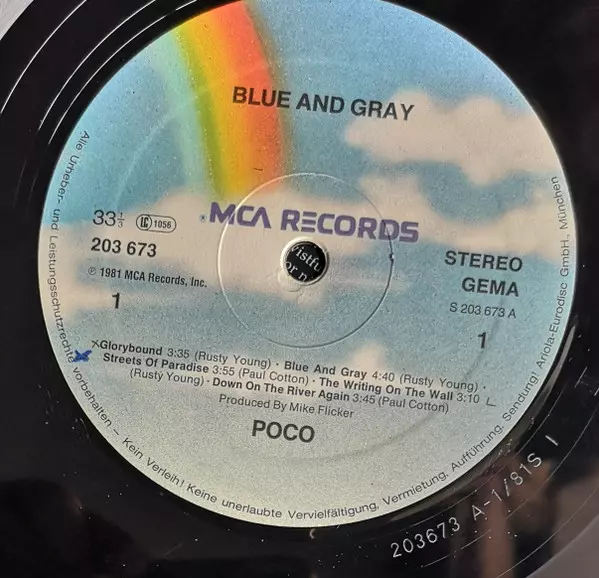 BLUE AND GRAY
MCA RECORDS
33⅓
LC 1056
203 673
℗ 1981 MCA Records, Inc.
1
STEREO
GEMA
S 203 673 A
1
Glorybound 3:35 (Rusty Young) · Blue And Gray 4:40 (Rusty Young) ·
Streets Of Paradise 3:55 (Paul Cotton) · The Writing On The Wall 3:10
(Rusty Young) · Down On The River Again 3:45 (Paul Cotton)
Produced By Mike Flicker
POCO
Alle Urheber- und Leistungsschutzrechte vorbehalten – Kein Verleih! Keine unerlaubte Vervielfältigung, Vermietung, Aufführung, Sendung! Ariola-Eurodisc GmbH., München
203673 A-1/81S I